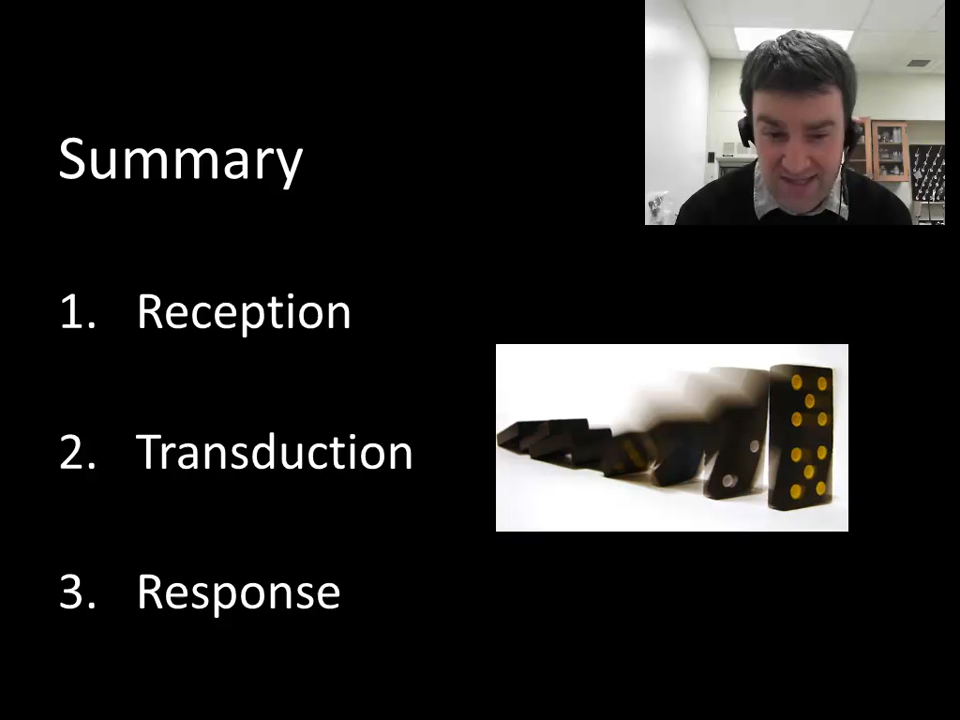 Summary
1. Reception
2. Transduction
3. Response